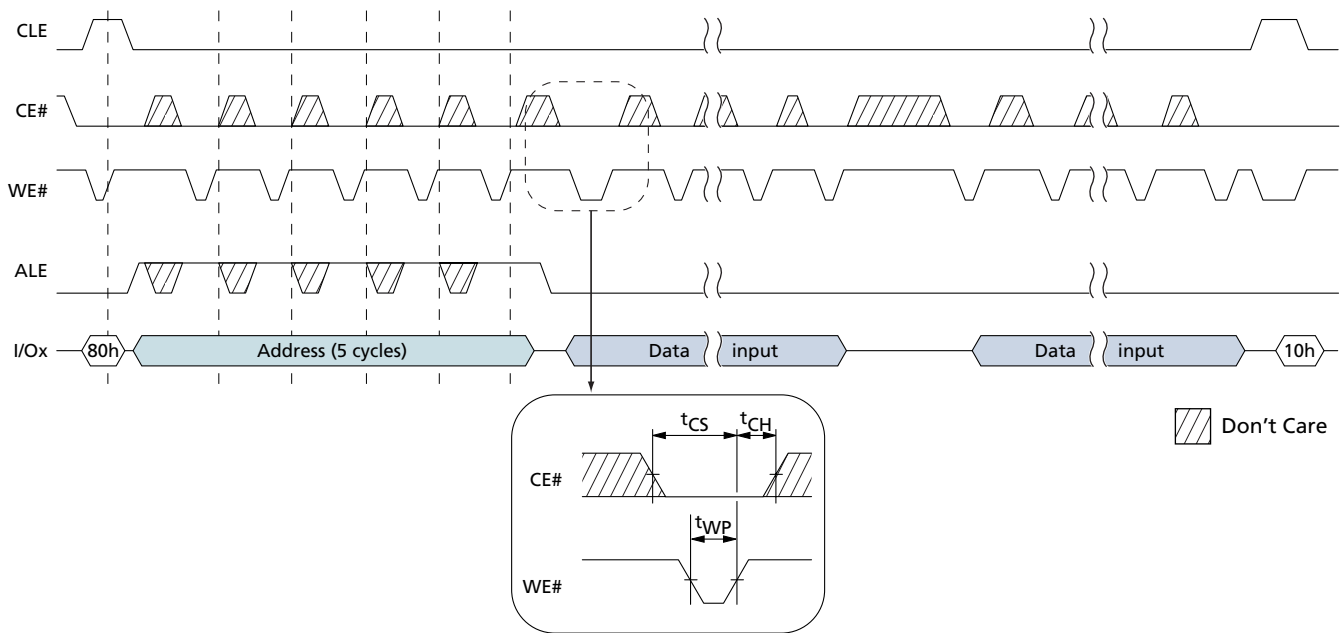 CLE
CE#
WE#
ALE
I/Ox
80h
Address (5 cycles)
Data input
Data input
10h
Don't Care
tCS
tCH
CE#
tWP
WE#